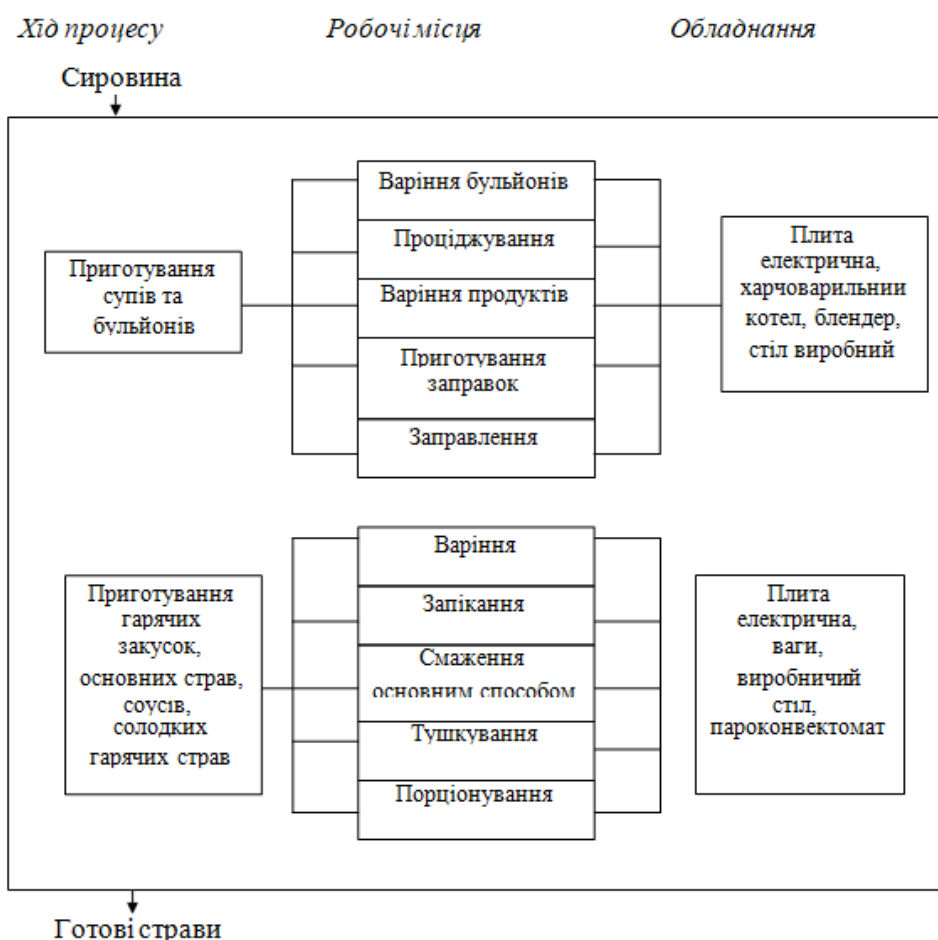 Хід процесу
Робочі місця
Обладнання
Сировина
Приготування
супів та
бульйонів
Варіння бульйонів
Проціджування
Варіння продуктів
Приготування
заправок
Заправлення
Плита
електрична,
харчоварильнии
котел, блендер,
стіл виробний
Приготування
гарячих
закусок,
основних страв,
соусів,
солодких
гарячих страв
Варіння
Запікання
Смаження
основним способом
Тушкування
Порціонування
Плита
електрична,
ваги,
виробничий
стіл,
пароконвектомат
Готові страви